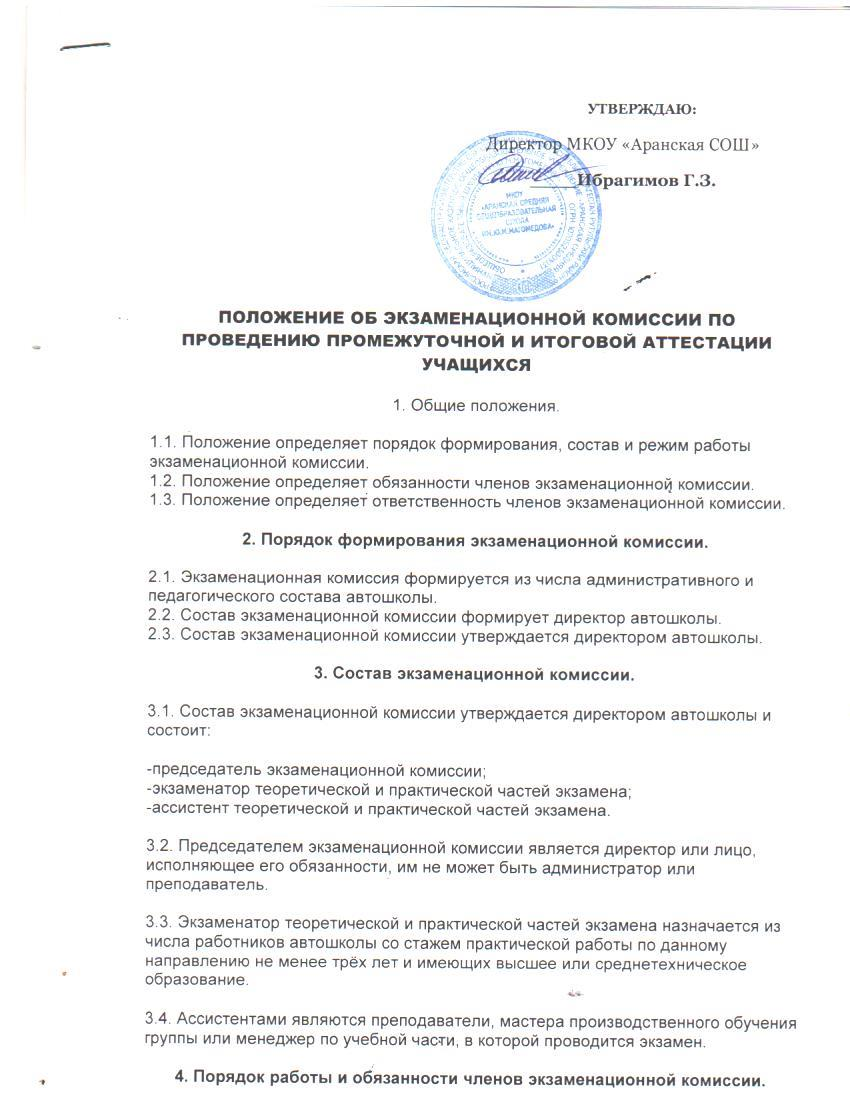 УТВЕРЖДАЮ:
Директор МКОУ «Аранская СОШ»
Ибрагимов Г.З.
МКОУ
«АРАНСКАЯ СРЕДНЯЯ
ОБЩЕОБРАЗОВАТЕЛЬНАЯ
ШКОЛА
ИМ.Ю.М.МАГОМЕДОВА»
ПОЛОЖЕНИЕ ОБ ЭКЗАМЕНАЦИОННОЙ КОМИССИИ ПО
ПРОВЕДЕНИЮ ПРОМЕЖУТОЧНОЙ И ИТОГОВОЙ АТТЕСТАЦИИ
УЧАЩИХСЯ
1. Общие положения.
1.1. Положение определяет порядок формирования, состав и режим работы
экзаменационной комиссии.
1.2. Положение определяет обязанности членов экзаменационной комиссии.
1.3. Положение определяет ответственность членов экзаменационной комиссии.
2. Порядок формирования экзаменационной комиссии.
2.1. Экзаменационная комиссия формируется из числа административного и
педагогического состава автошколы.
2.2. Состав экзаменационной комиссии формирует директор автошколы.
2.3. Состав экзаменационной комиссии утверждается директором автошколы.
3. Состав экзаменационной комиссии.
3.1. Состав экзаменационной комиссии утверждается директором автошколы и
состоит:
-председатель экзаменационной комиссии;
-экзаменатор теоретической и практической частей экзамена;
-ассистент теоретической и практической частей экзамена.
3.2. Председателем экзаменационной комиссии является директор или лицо,
исполняющее его обязанности, им не может быть администратор или
преподаватель.
3.3. Экзаменатор теоретической и практической частей экзамена назначается из
числа работников автошколы со стажем практической работы по данному
направлению не менее трёх лет и имеющих высшее или среднетехническое
образование.
3.4. Ассистентами являются преподаватели, мастера производственного обучения
группы или менеджер по учебной части, в которой проводится экзамен.
4. Порядок работы и обязанности членов экзаменационной комиссии.